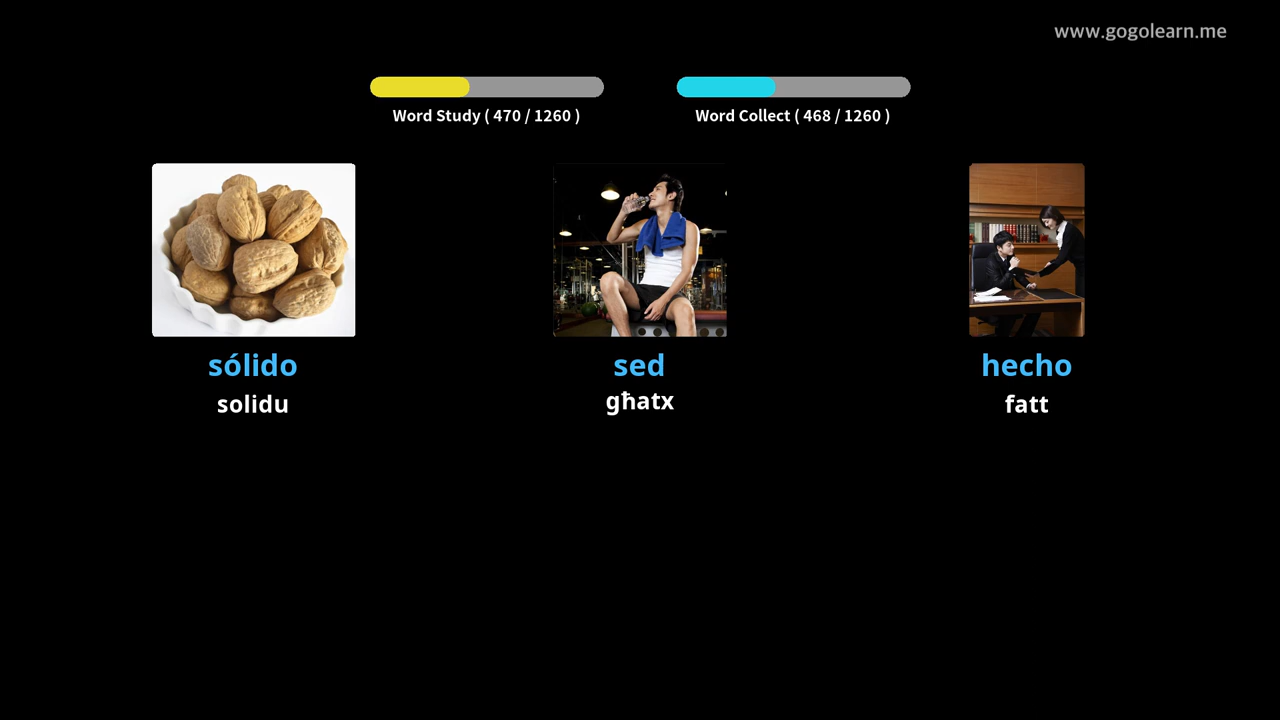 www.gogolearn.me
Word Study ( 470 / 1260 )
Word Collect ( 468 / 1260 )
sólido
solidu
sed
għatx
hecho
fatt